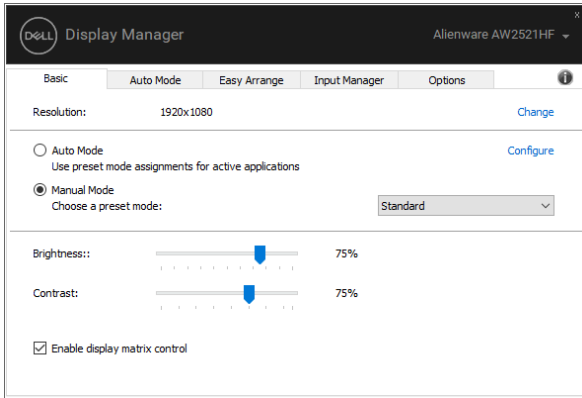 DELL Display Manager Alienware AW2521HF
x
Basic Auto Mode Easy Arrange Input Manager Options i
Resolution: 1920x1080 Change
Auto Mode Configure
Use preset mode assignments for active applications
Manual Mode
Choose a preset mode: Standard
Brightness:: 75%
Contrast: 75%
Enable display matrix control